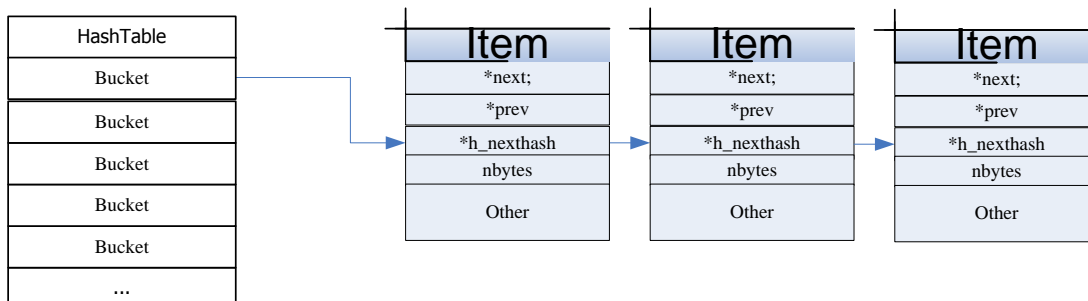 HashTable
Bucket
Bucket
Bucket
Bucket
Bucket
...
Item
*next;
*prev
*h_nexthash
nbytes
Other
Item
*next;
*prev
*h_nexthash
nbytes
Other
Item
*next;
*prev
*h_nexthash
nbytes
Other